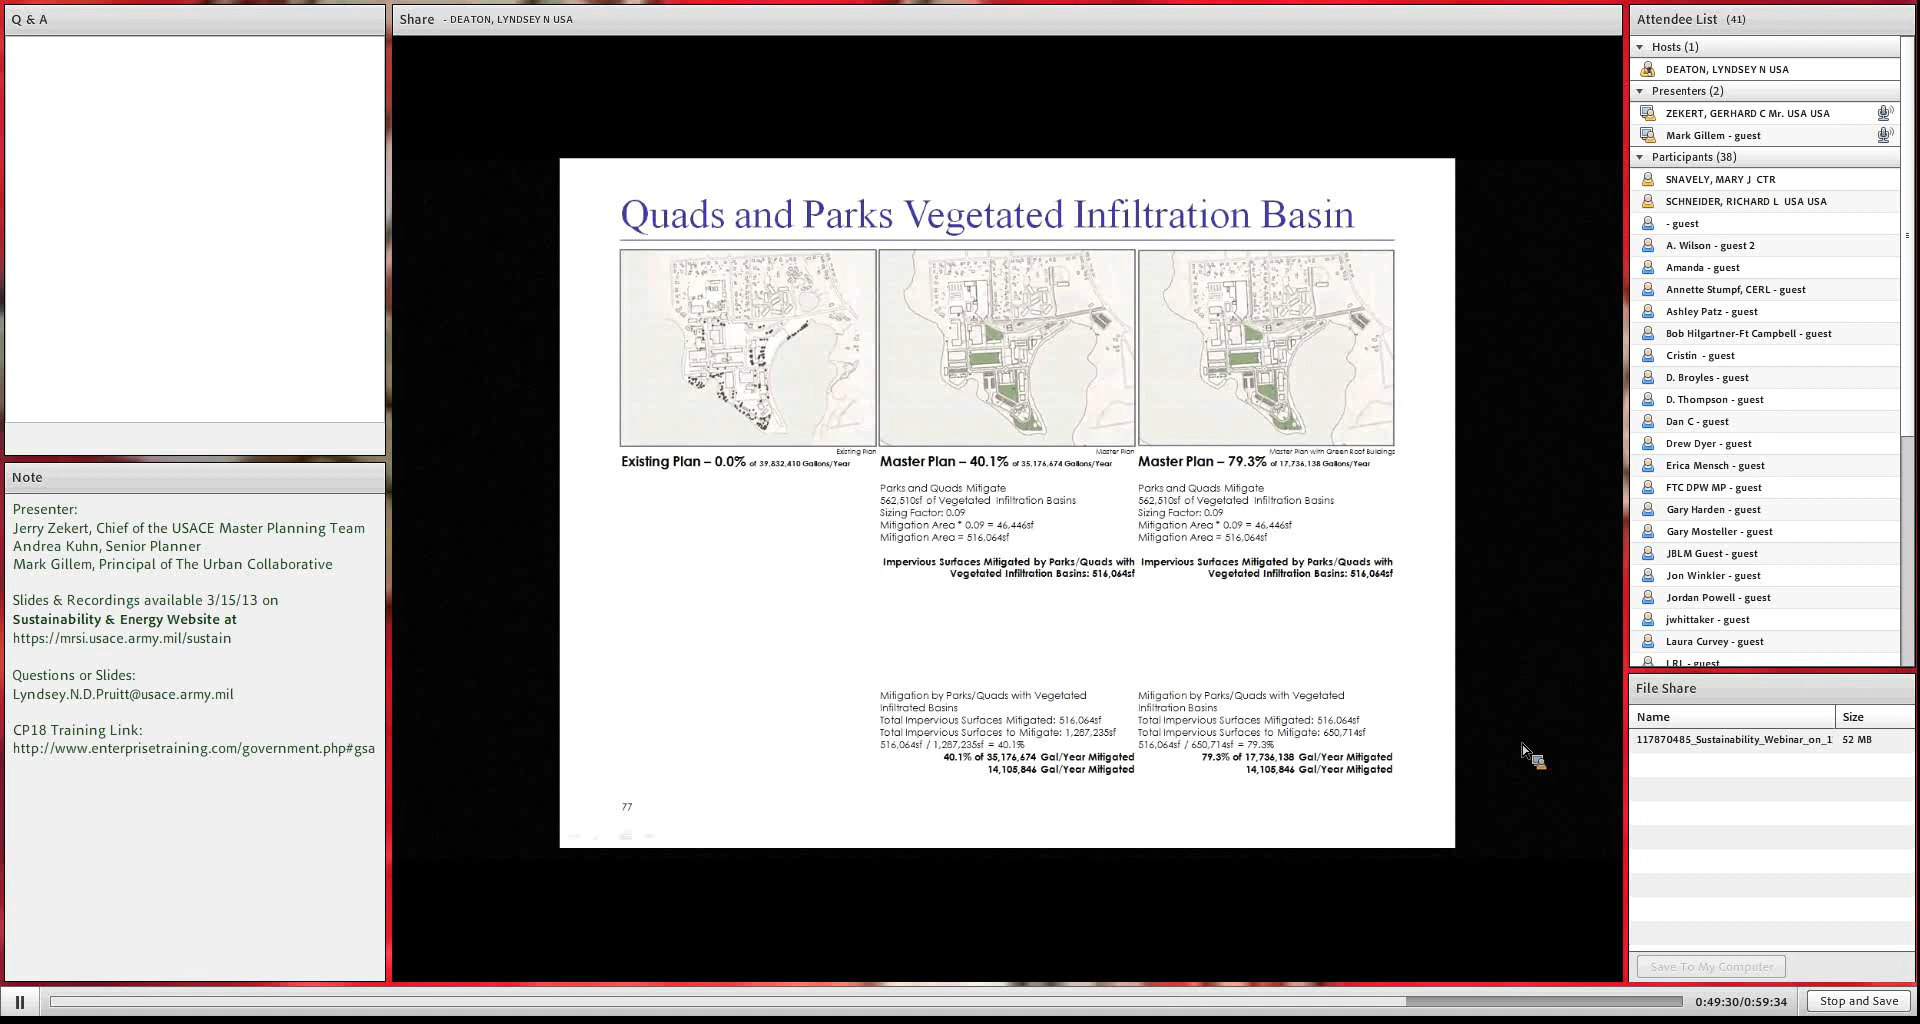 Q & A
Note
Presenter:
Jerry Zekert, Chief of the USACE Master Planning Team
Andrea Kuhn, Senior Planner
Mark Gillem, Principal of The Urban Collaborative
Slides & Recordings available 3/15/13 on
Sustainability & Energy Website at
https://mrsi.usace.army.mil/sustain
Questions or Slides:
Lyndsey.N.D.Pruitt@usace.army.mil
CP18 Training Link:
http://www.enterprisetraining.com/government.php#gsa
Share - DEATON, LYNDSEY N USA
Quads and Parks Vegetated Infiltration Basin
Existing Plan
Existing Plan – 0.0% of 39,832,410 Gallons/Year
Master Plan
Master Plan – 40.1% of 35,176,674 Gallons/Year
Parks and Quads Mitigate
562,510sf of Vegetated Infiltration Basins
Sizing Factor: 0.09
Mitigation Area * 0.09 = 46,446sf
Mitigation Area = 516,064sf
Impervious Surfaces Mitigated by Parks/Quads with
Vegetated Infiltration Basins: 516,064sf
Mitigation by Parks/Quads with Vegetated
Infiltrated Basins
Total Impervious Surfaces Mitigated: 516,064sf
Total Impervious Surfaces to Mitigate: 1,287,235sf
516,064sf / 1,287,235sf = 40.1%
40.1% of 35,176,674 Gal/Year Mitigated
14,105,846 Gal/Year Mitigated
Master Plan with Green Roof Buildings
Master Plan – 79.3% of 17,736,138 Gallons/Year
Parks and Quads Mitigate
562,510sf of Vegetated Infiltration Basins
Sizing Factor: 0.09
Mitigation Area * 0.09 = 46,446sf
Mitigation Area = 516,064sf
Impervious Surfaces Mitigated by Parks/Quads with
Vegetated Infiltration Basins: 516,064sf
Mitigation by Parks/Quads with Vegetated
Infiltration Basins
Total Impervious Surfaces Mitigated: 516,064sf
Total Impervious Surfaces to Mitigate: 650,714sf
516,064sf / 650,714sf = 79.3%
79.3% of 17,736,138 Gal/Year Mitigated
14,105,846 Gal/Year Mitigated
77
Attendee List (41)
Hosts (1)
DEATON, LYNDSEY N USA
Presenters (2)
ZEKERT, GERHARD C Mr. USA USA
Mark Gillem - guest
Participants (38)
SNAVELY, MARY J CTR
SCHNEIDER, RICHARD L USA USA
- guest
A. Wilson - guest 2
Amanda - guest
Annette Stumpf, CERL - guest
Ashley Patz - guest
Bob Hilgartner-Ft Campbell - guest
Cristin - guest
D. Broyles - guest
D. Thompson - guest
Dan C - guest
Drew Dyer - guest
Erica Mensch - guest
FTC DPW MP - guest
Gary Harden - guest
Gary Mosteller - guest
JBLM Guest - guest
Jon Winkler - guest
Jordan Powell - guest
jwhittaker - guest
Laura Curvey - guest
LRL - guest
File Share
Name Size
117870485_Sustainability_Webinar_on_1 52 MB
Save To My Computer
0:49:30/0:59:34
Stop and Save